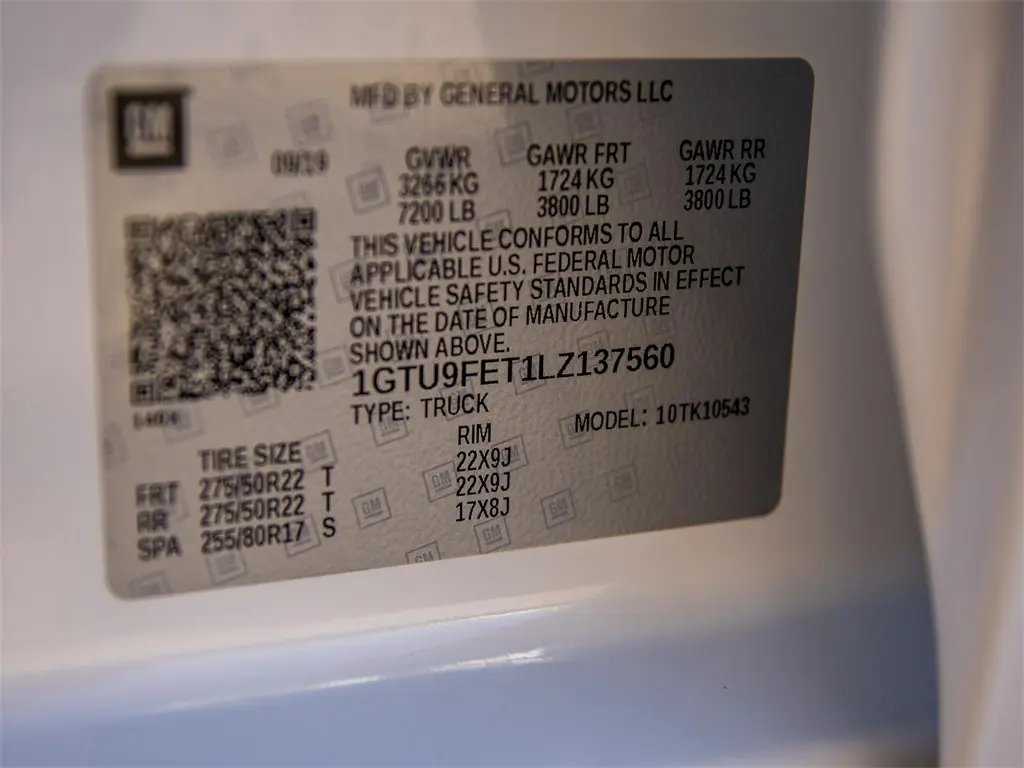 GM
MFD BY GENERAL MOTORS LLC
09/19 GVWR GAWR FRT GAWR RR
3266 KG 1724 KG 1724 KG
7200 LB 3800 LB 3800 LB
THIS VEHICLE CONFORMS TO ALL
APPLICABLE U.S. FEDERAL MOTOR
VEHICLE SAFETY STANDARDS IN EFFECT
ON THE DATE OF MANUFACTURE
SHOWN ABOVE.
1GTU9FET1LZ137560
TYPE: TRUCK MODEL: 10TK10543
TIRE SIZE RIM
FRT 275/50R22 T 22X9J
RR 275/50R22 T 22X9J
SPA 255/80R17 S 17X8J